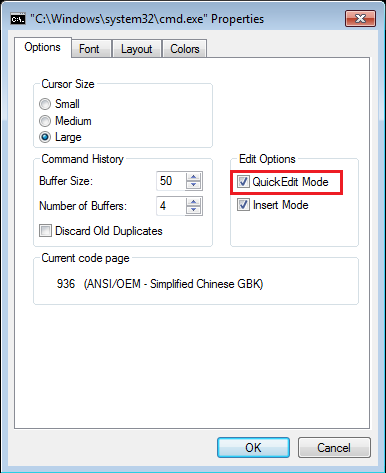 "C:\Windows\system32\cmd.exe" Properties
Options Font Layout Colors
Cursor Size
Small
Medium
Large
Command History
Buffer Size: 50
Number of Buffers: 4
Discard Old Duplicates
Edit Options
QuickEdit Mode
Insert Mode
Current code page
936 (ANSI/OEM - Simplified Chinese GBK)
OK Cancel